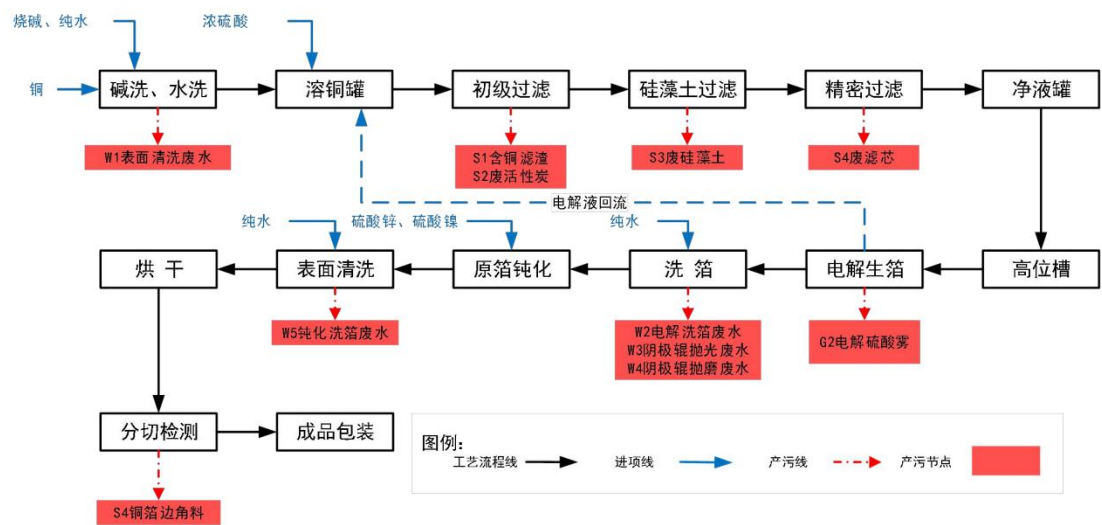 烧碱、纯水
浓硫酸
铜
碱洗、水洗
溶铜罐
初级过滤
硅藻土过滤
精密过滤
净液罐
W1表面清洗废水
S1含铜滤渣
S2废活性炭
S3废硅藻土
S4废滤芯
电解液回流
纯水
硫酸锌、硫酸镍
纯水
烘 干
表面清洗
原箔钝化
洗 箔
电解生箔
高位槽
W5钝化洗箔废水
W2电解洗箔废水
W3阴极辊抛光废水
W4阴极辊抛磨废水
G2电解硫酸雾
分切检测
成品包装
图例:
工艺流程线
进项线
产污线
产污节点
S4铜箔边角料